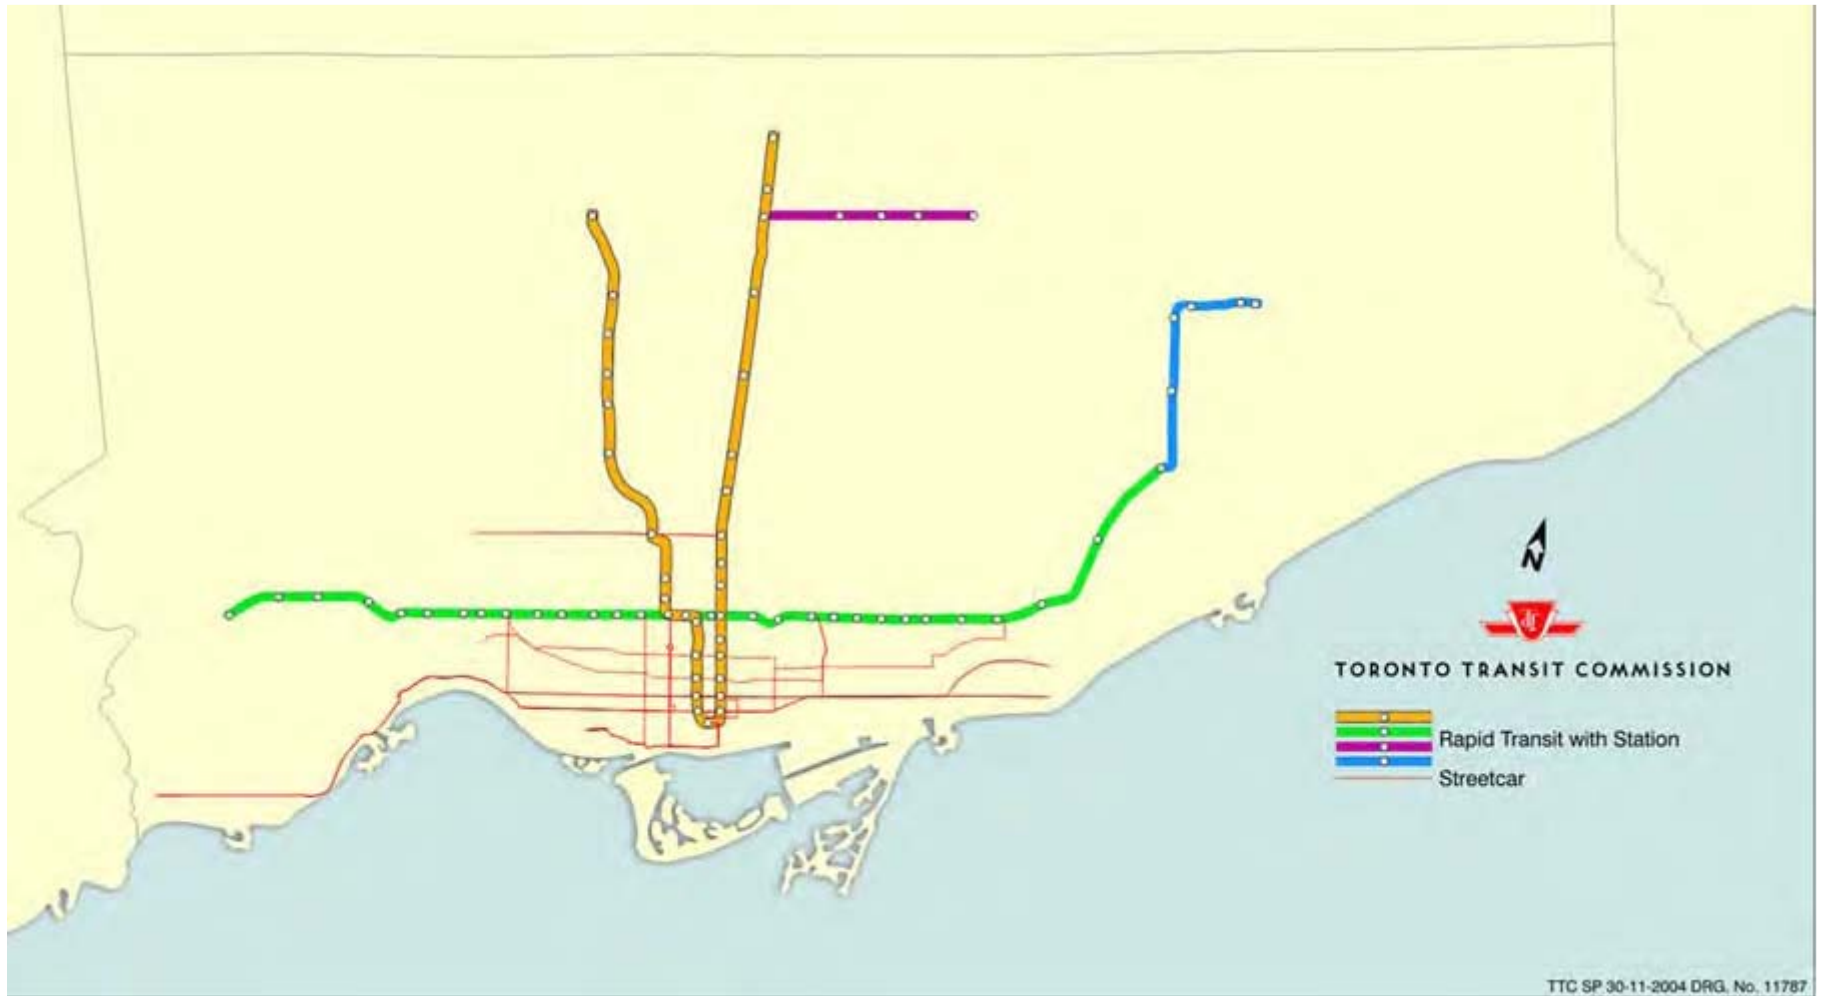 N
TORONTO TRANSIT COMMISSION
Rapid Transit with Station
Streetcar
TTC SP 30-11-2004 DRG. No. 11787